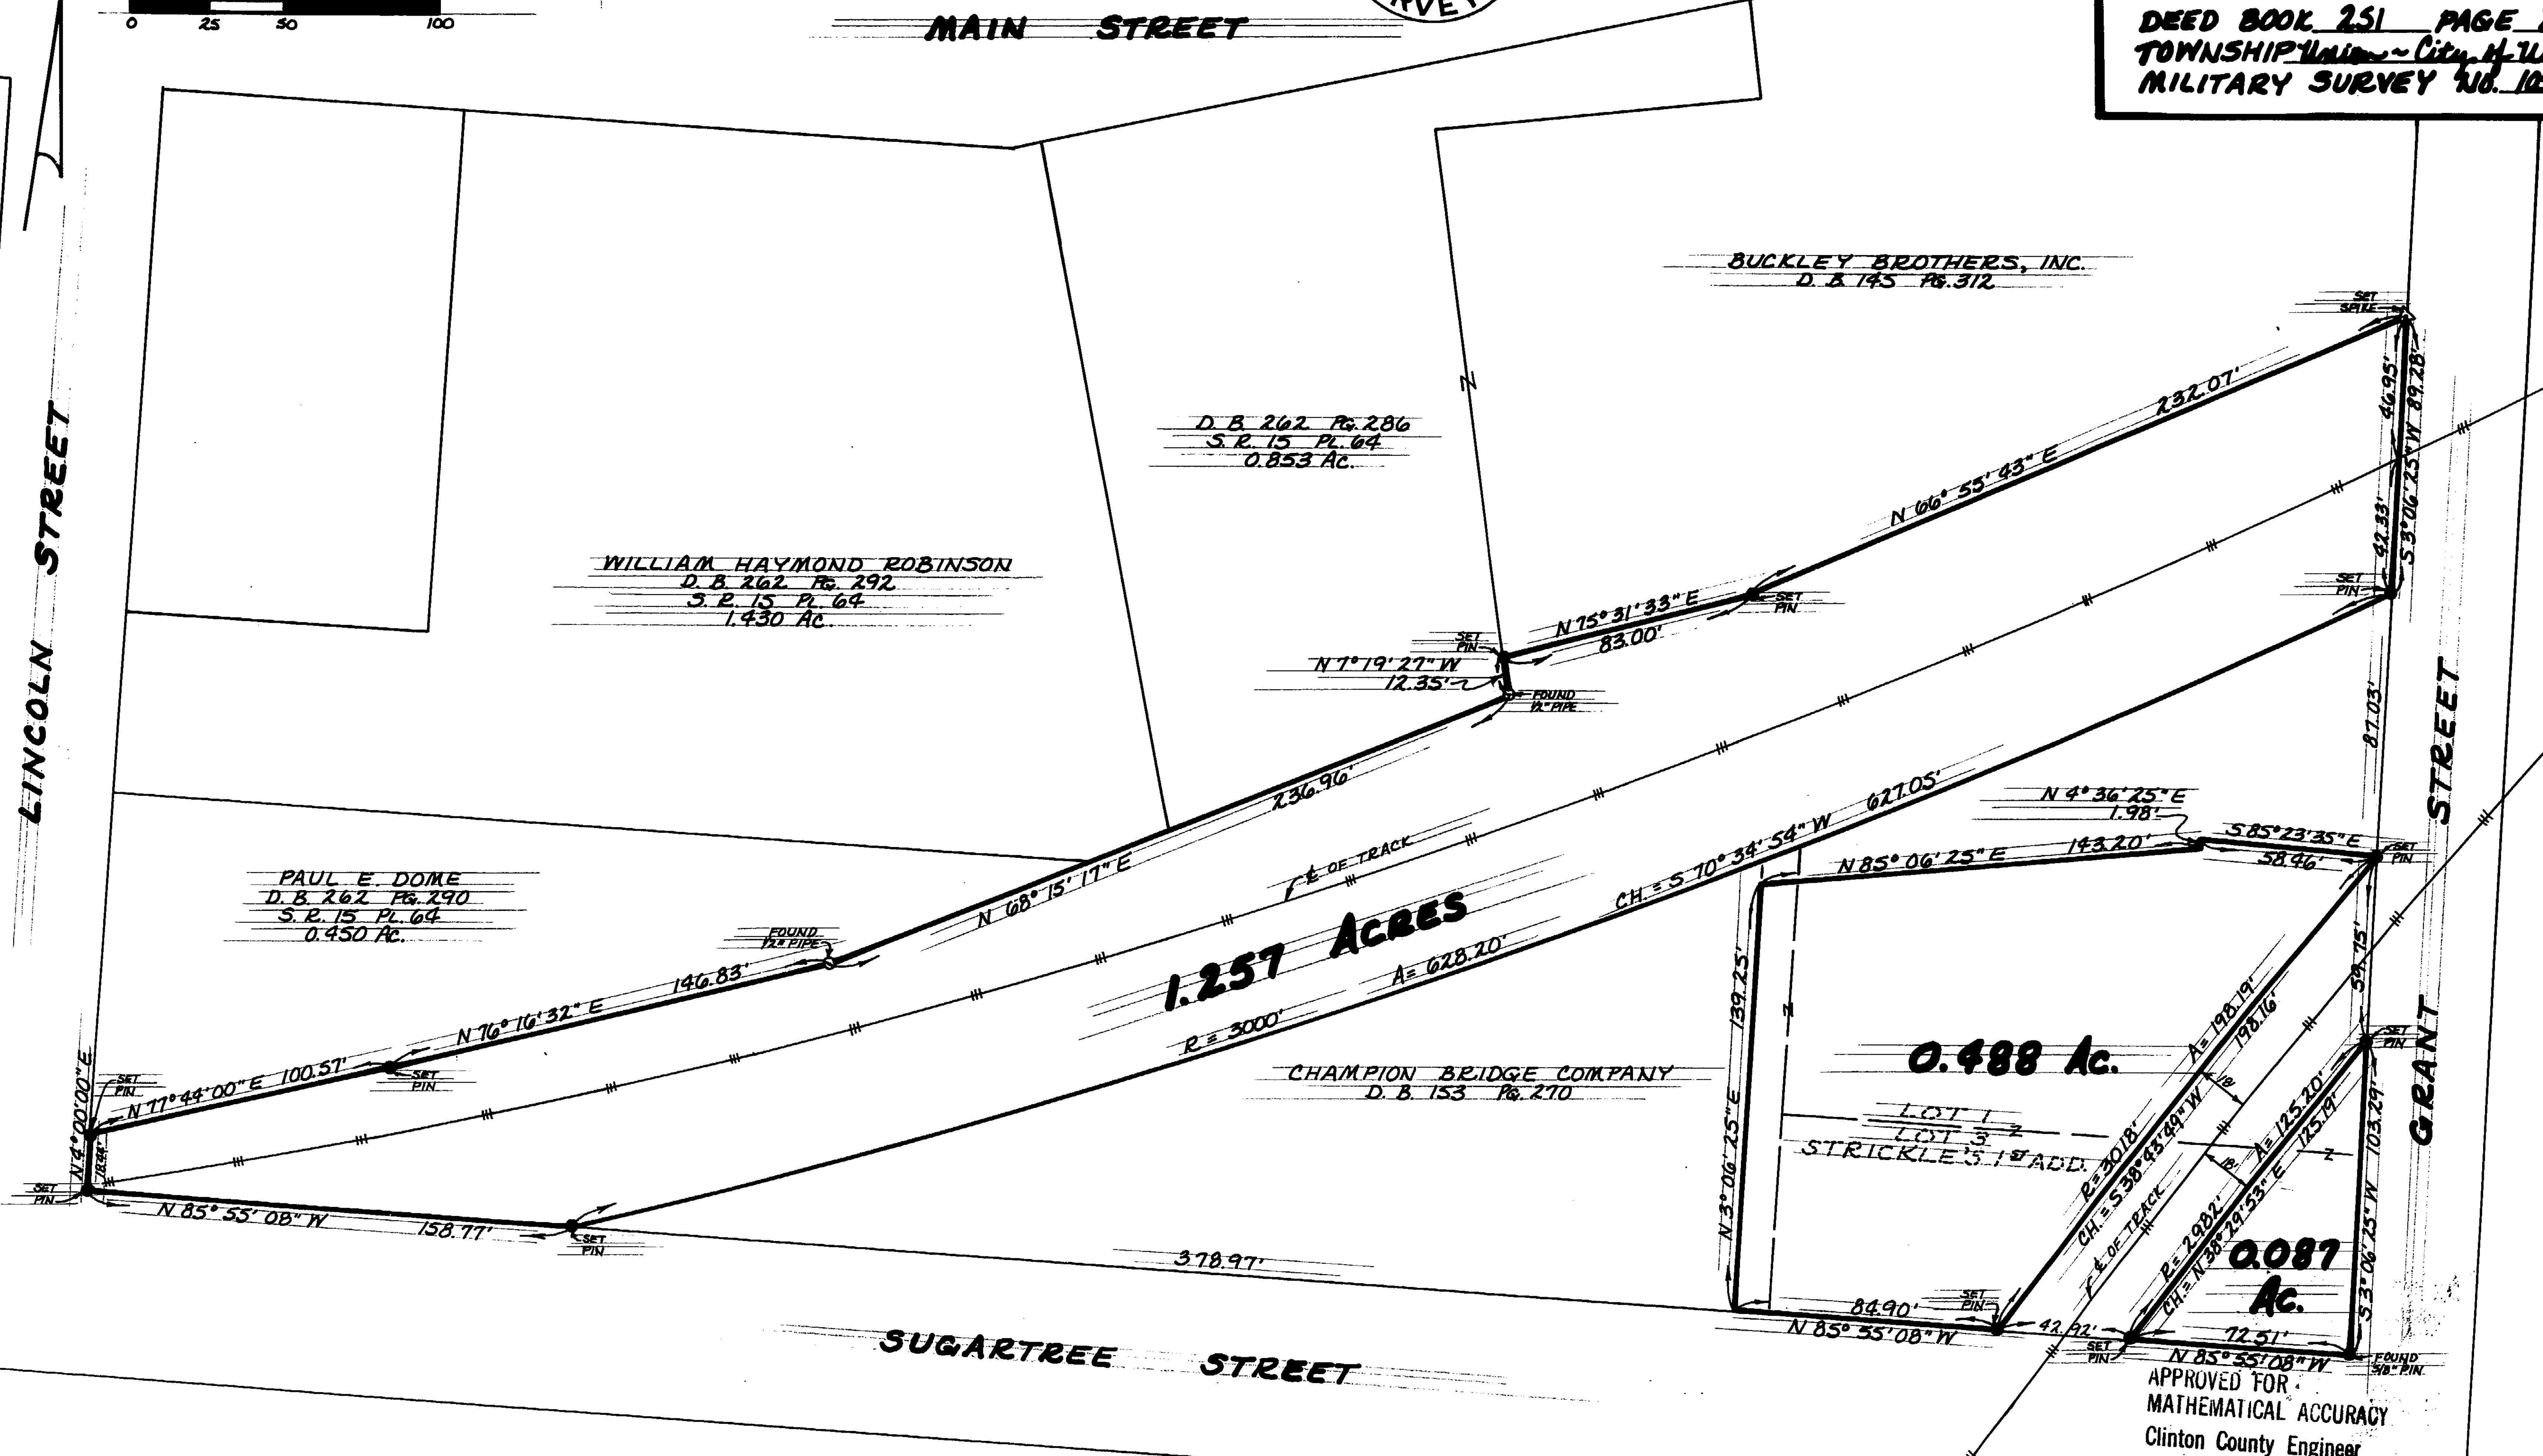 0 25 50 100
MAIN STREET
RVEY
DEED BOOK 251 PAGE
TOWNSHIP Union ~ City of
MILITARY SURVEY NO. 10
LINCOLN STREET
BUCKLEY BROTHERS, INC.
D. B. 145 PG. 312
SET
SPIKE
232.07'
46.95'
S 3° 06' 25" W 89.28'
D. B. 262 PG. 286
S. R. 15 PL. 64
0.853 AC.
N 66° 55' 43" E
42.33'
WILLIAM HAYMOND ROBINSON
D. B. 262 PG. 292
S. R. 15 PL. 64
1.430 AC.
SET
PIN
N 75° 31' 33" E
83.00'
SET
PIN
SET
PIN
N 7° 19' 27" W
12.35'
FOUND
1/2" PIPE
87.03'
GRANT STREET
236.96'
627.05'
N 4° 36' 25" E
1.98'
S 85° 23' 35" E
58.46'
SET
PIN
℄ OF TRACK
CH. = S 70° 34' 54" W
N 85° 06' 25" E 143.20'
N 68° 15' 17" E
PAUL E. DOME
D. B. 262 PG. 290
S. R. 15 PL. 64
0.450 AC.
FOUND
1/2" PIPE
1.257 ACRES
A= 628.20'
R = 3000'
146.83'
N 76° 16' 32" E
139.25'
N 3° 06' 25" E
59.75'
A= 198.19'
198.16'
SET
PIN
0.488 Ac.
CHAMPION BRIDGE COMPANY
D. B. 153 PG. 270
N 77° 44' 00" E 100.57'
SET
PIN
SET
PIN
N 4° 00' 00" E
18.44'
SET
PIN
18'
LOT 1
LOT 3
STRICKLE'S 1ST ADD.
R= 3018'
CH. = S 38° 43' 49" W
A= 125.20'
125.19'
18'
103.29'
S 3° 06' 25" W
℄ OF TRACK
R= 2982'
CH. = N 38° 29' 53" E
0.087
Ac.
N 85° 55' 08" W 158.77'
SET
PIN
378.97'
84.90'
SET
PIN
N 85° 55' 08" W
42.92'
SET
PIN
72.51'
N 85° 55' 08" W
FOUND
5/8" PIN
SUGARTREE STREET
APPROVED FOR
MATHEMATICAL ACCURACY
Clinton County Engineer